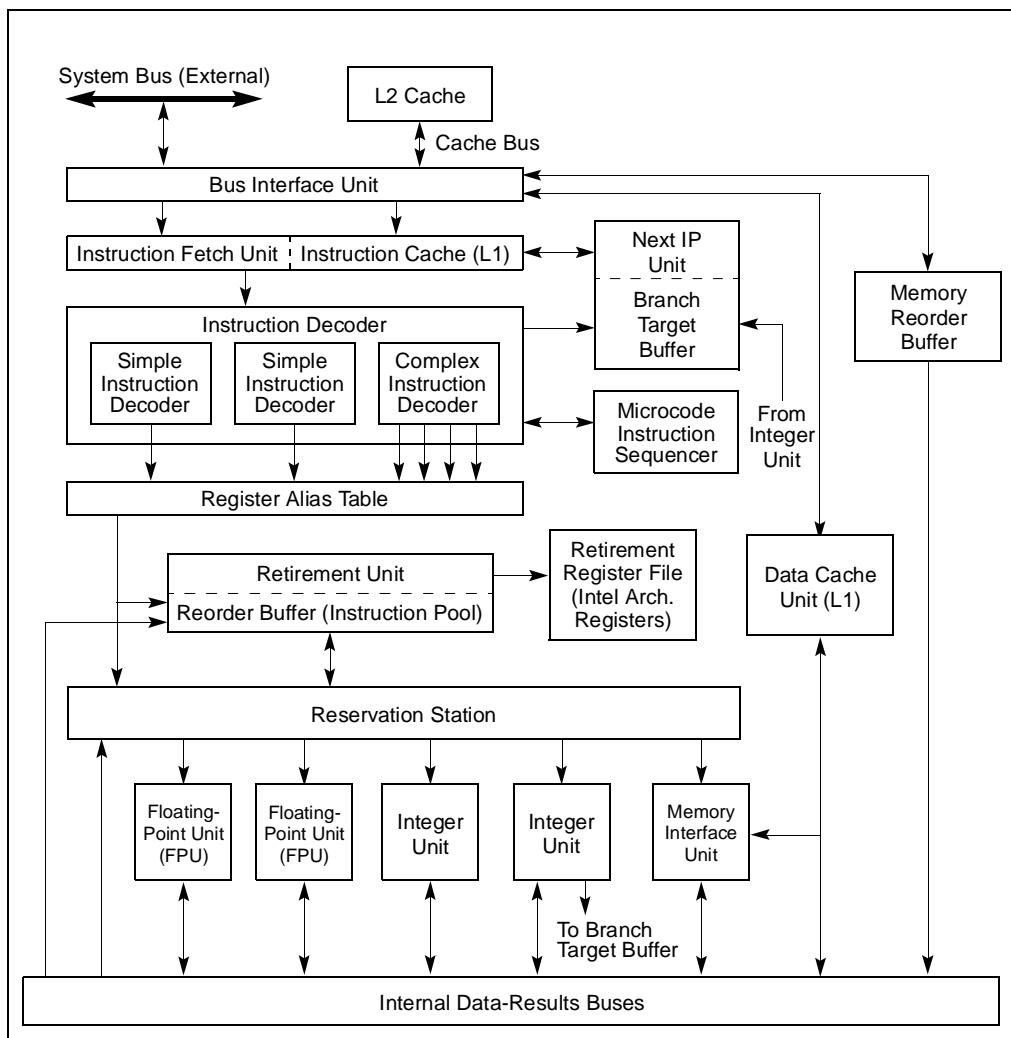 System Bus (External)
L2 Cache
Cache Bus
Bus Interface Unit
Instruction Fetch Unit
Instruction Cache (L1)
Next IP
Unit
Branch
Target
Buffer
Memory
Reorder
Buffer
Instruction Decoder
Simple
Instruction
Decoder
Simple
Instruction
Decoder
Complex
Instruction
Decoder
Microcode
Instruction
Sequencer
From
Integer
Unit
Register Alias Table
Retirement Unit
Reorder Buffer (Instruction Pool)
Retirement
Register File
(Intel Arch.
Registers)
Data Cache
Unit (L1)
Reservation Station
Floating-
Point Unit
(FPU)
Floating-
Point Unit
(FPU)
Integer
Unit
Integer
Unit
Memory
Interface
Unit
To Branch
Target Buffer
Internal Data-Results Buses